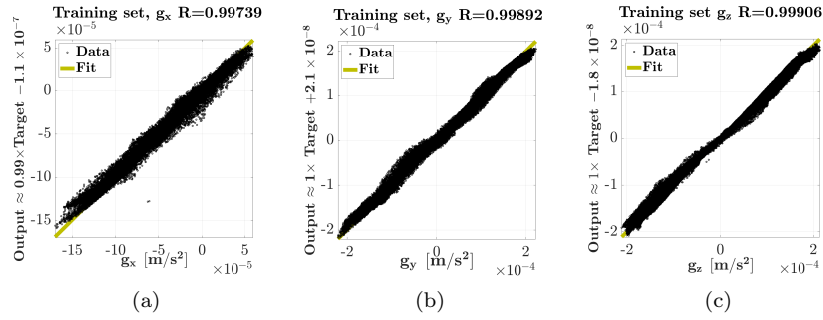 Training set, gx R=0.99739
×10-5
Output ≈ 0.99×Target −1.1 × 10−7
5
0
-5
-10
-15
Data
Fit
-15
-10
-5
0
5
gx [m/s2]
×10-5
(a)
Training set, gy R=0.99892
×10-4
Output ≈ 1× Target +2.1 × 10−8
2
1
0
-1
-2
Data
Fit
-2
0
2
gy [m/s2]
×10-4
(b)
Training set gz R=0.99906
×10-4
Output ≈ 1× Target −1.8 × 10−8
2
1
0
-1
-2
Data
Fit
-2
-1
0
1
2
gz [m/s2]
×10-4
(c)